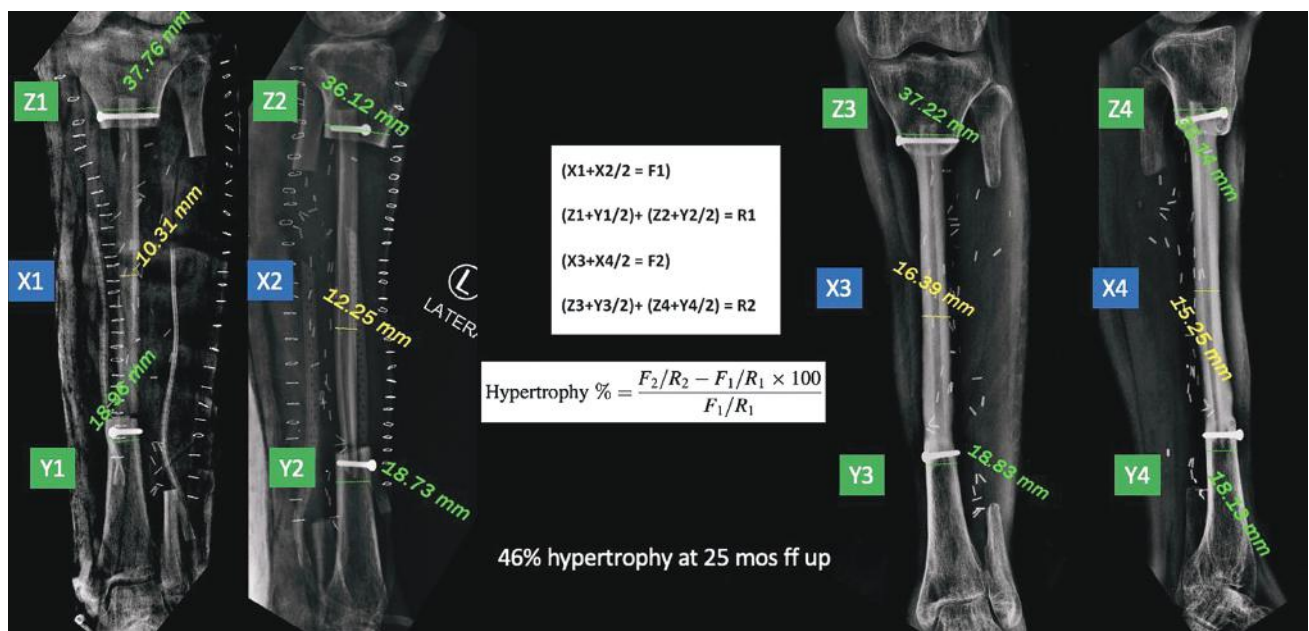 Z1
37.76 mm
Z2
36.12 mm
X1
10.31 mm
X2
12.25 mm
L
LATERA
18.96 mm
Y1
Y2
18.73 mm
(X1+X2/2 = F1)
(Z1+Y1/2)+ (Z2+Y2/2) = R1
(X3+X4/2 = F2)
(Z3+Y3/2)+ (Z4+Y4/2) = R2
Hypertrophy % = F₂/R₂ − F₁/R₁ × 100
F₁/R₁
46% hypertrophy at 25 mos ff up
Z3
37.22 mm
Z4
X3
16.39 mm
X4
15.25 mm
Y3
18.83 mm
Y4
18.13 mm